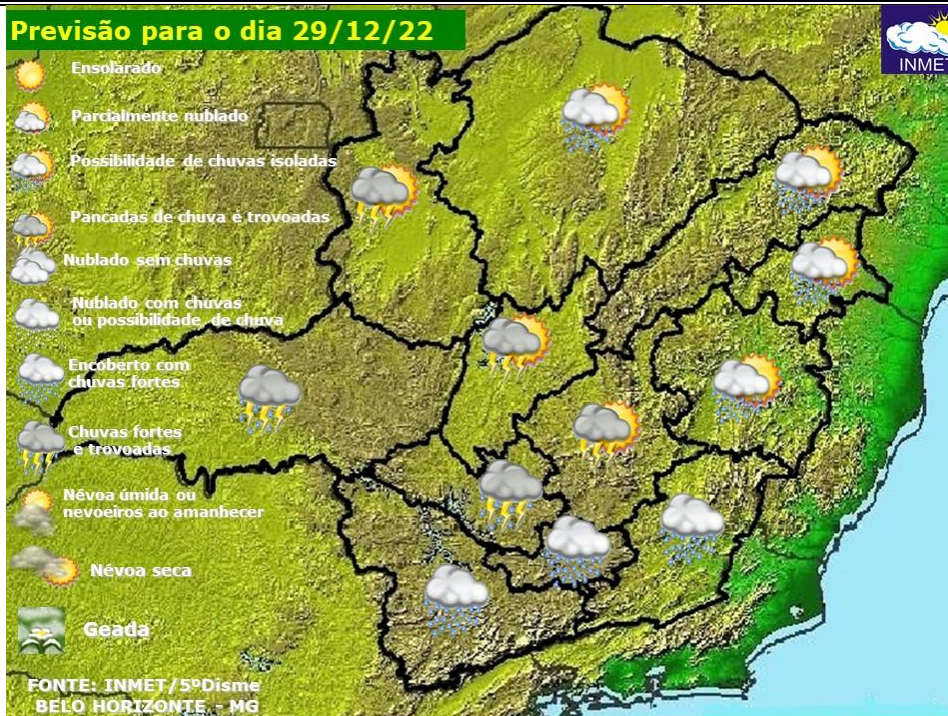 Previsão para o dia 29/12/22
INMET
Ensolarado
Parcialmente nublado
Possibilidade de chuvas isoladas
Pancadas de chuva e trovoadas
Nublado sem chuvas
Nublado com chuvas
ou possibilidade de chuva
Encoberto com
chuvas fortes
Chuvas fortes
e trovoadas
Névoa úmida ou
nevoeiros ao amanhecer
Névoa seca
Geada
FONTE: INMET/5ºDisme
BELO HORIZONTE - MG